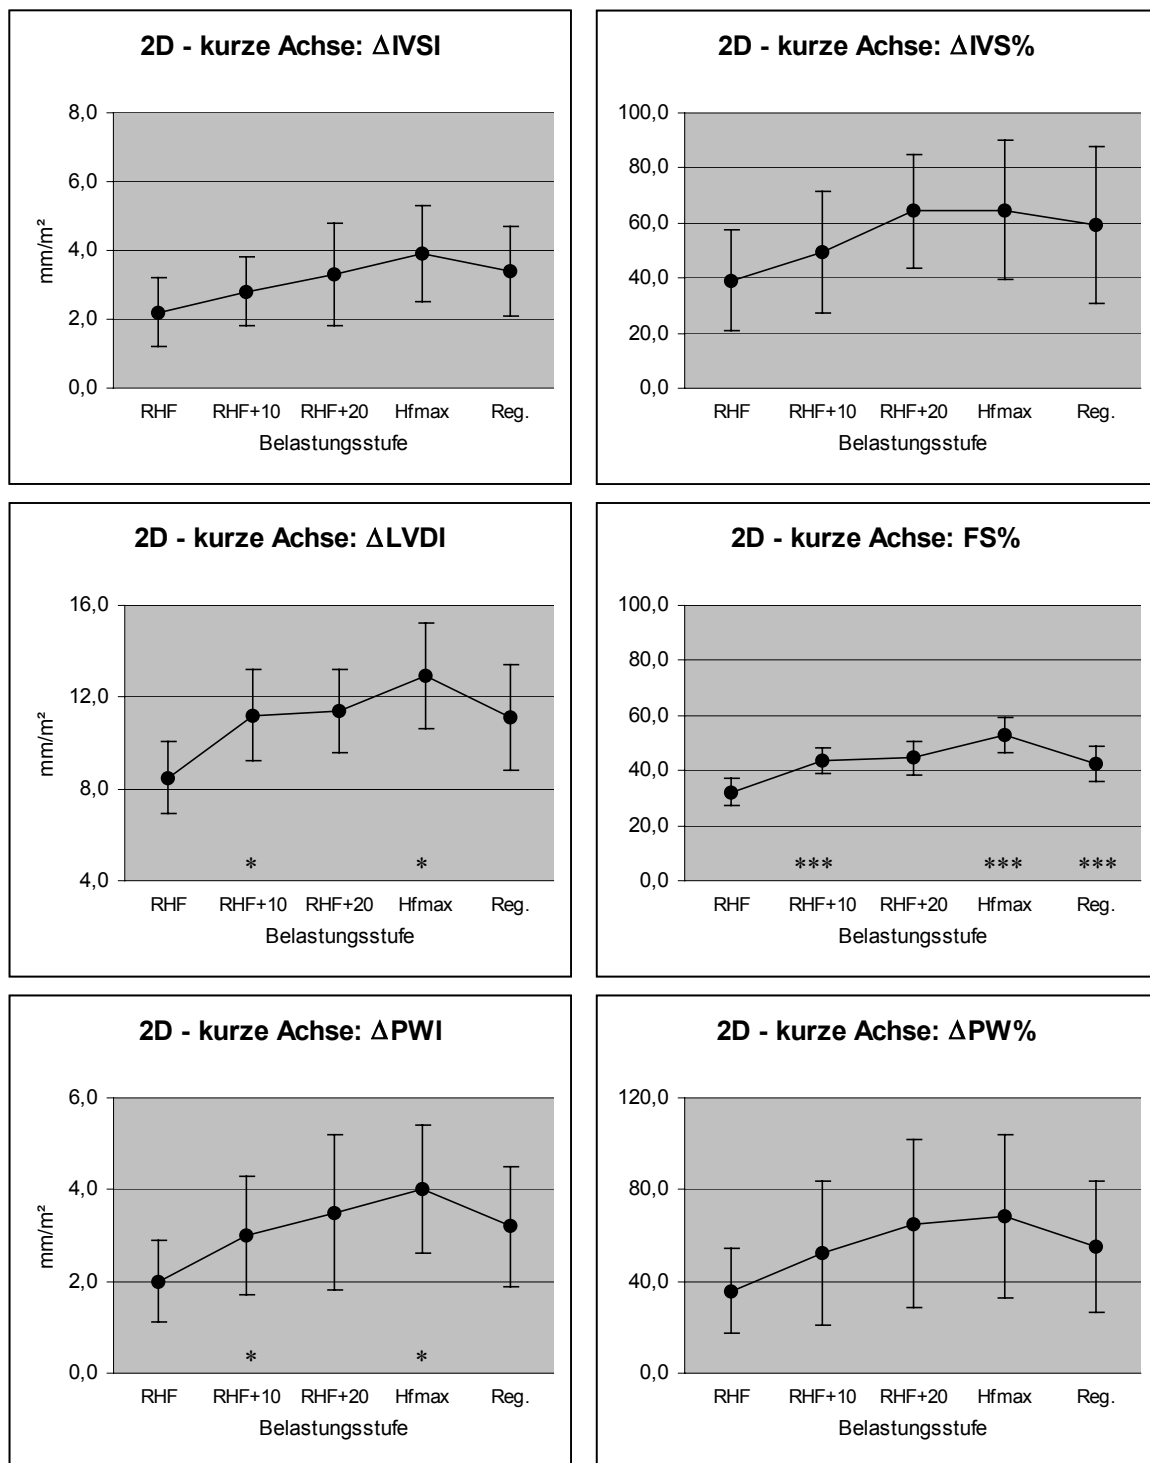 2D - kurze Achse: ΔIVSI
8,0
6,0
4,0
2,0
0,0
mm/m²
RHF RHF+10 RHF+20 Hfmax Reg.
Belastungsstufe
2D - kurze Achse: ΔIVS%
100,0
80,0
60,0
40,0
20,0
0,0
RHF RHF+10 RHF+20 Hfmax Reg.
Belastungsstufe
2D - kurze Achse: ΔLVDI
16,0
12,0
8,0
4,0
mm/m²
* *
RHF RHF+10 RHF+20 Hfmax Reg.
Belastungsstufe
2D - kurze Achse: FS%
100,0
80,0
60,0
40,0
20,0
0,0
*** *** ***
RHF RHF+10 RHF+20 Hfmax Reg.
Belastungsstufe
2D - kurze Achse: ΔPWI
6,0
4,0
2,0
0,0
mm/m²
* *
RHF RHF+10 RHF+20 Hfmax Reg.
Belastungsstufe
2D - kurze Achse: ΔPW%
120,0
80,0
40,0
0,0
RHF RHF+10 RHF+20 Hfmax Reg.
Belastungsstufe